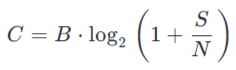 C = B · log₂ (1 + S/N)